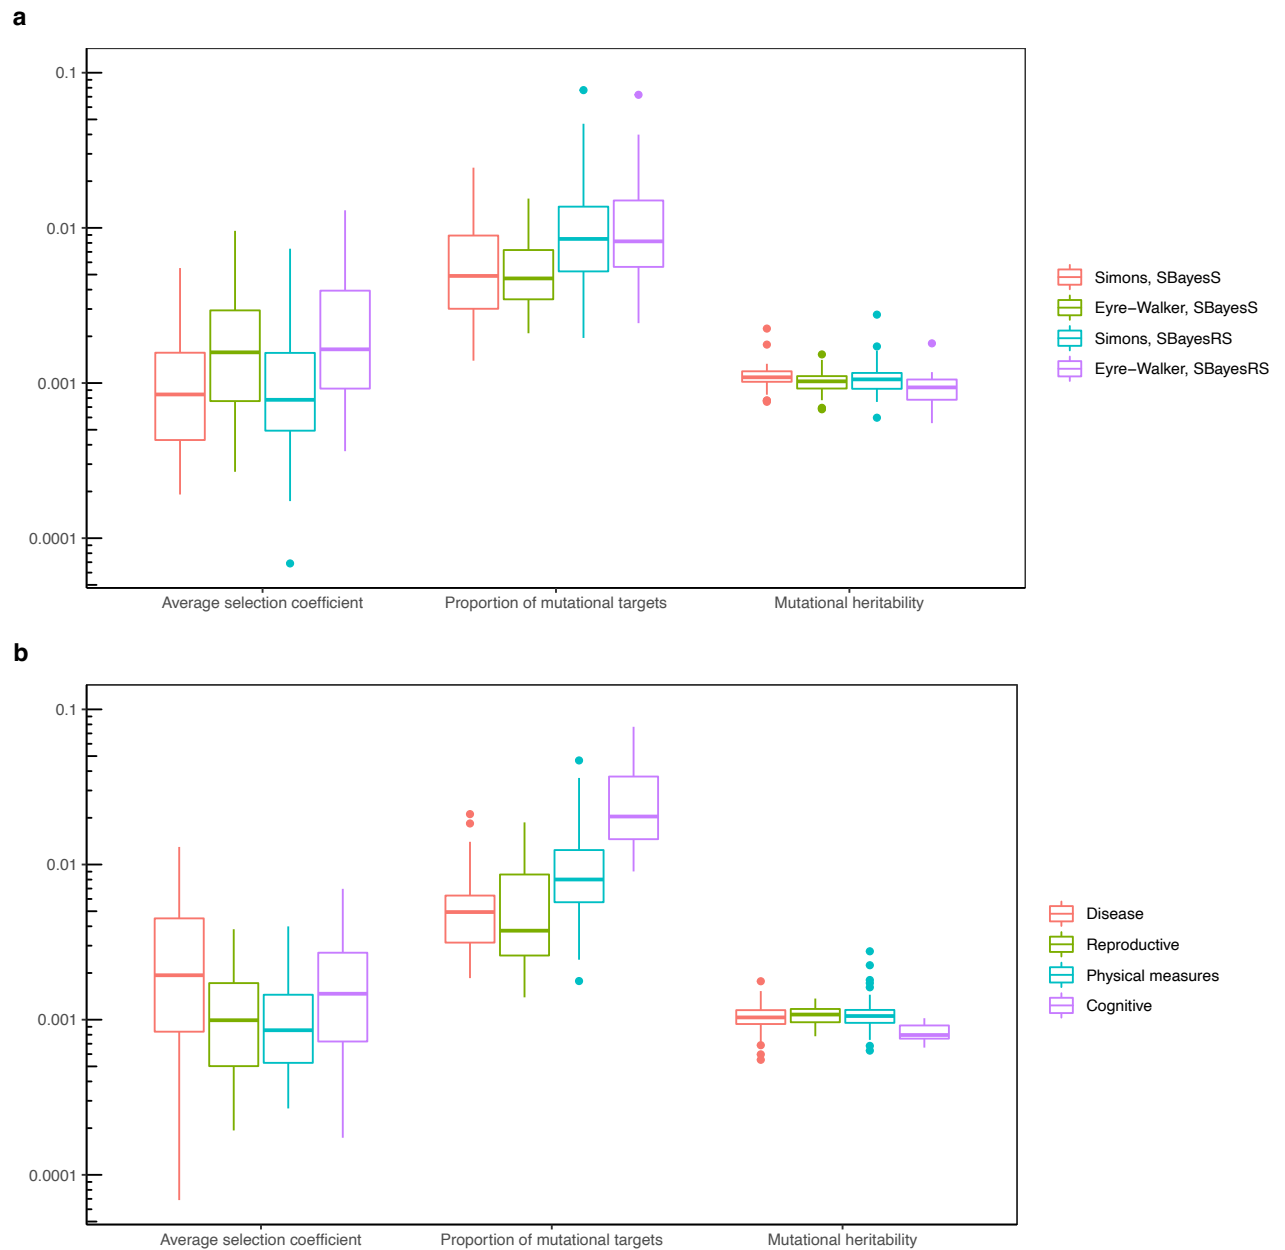 a
0.1
0.01
0.001
0.0001
Average selection coefficient
Proportion of mutational targets
Mutational heritability
Simons, SBayesS
Eyre−Walker, SBayesS
Simons, SBayesRS
Eyre−Walker, SBayesRS
b
0.1
0.01
0.001
0.0001
Average selection coefficient
Proportion of mutational targets
Mutational heritability
Disease
Reproductive
Physical measures
Cognitive